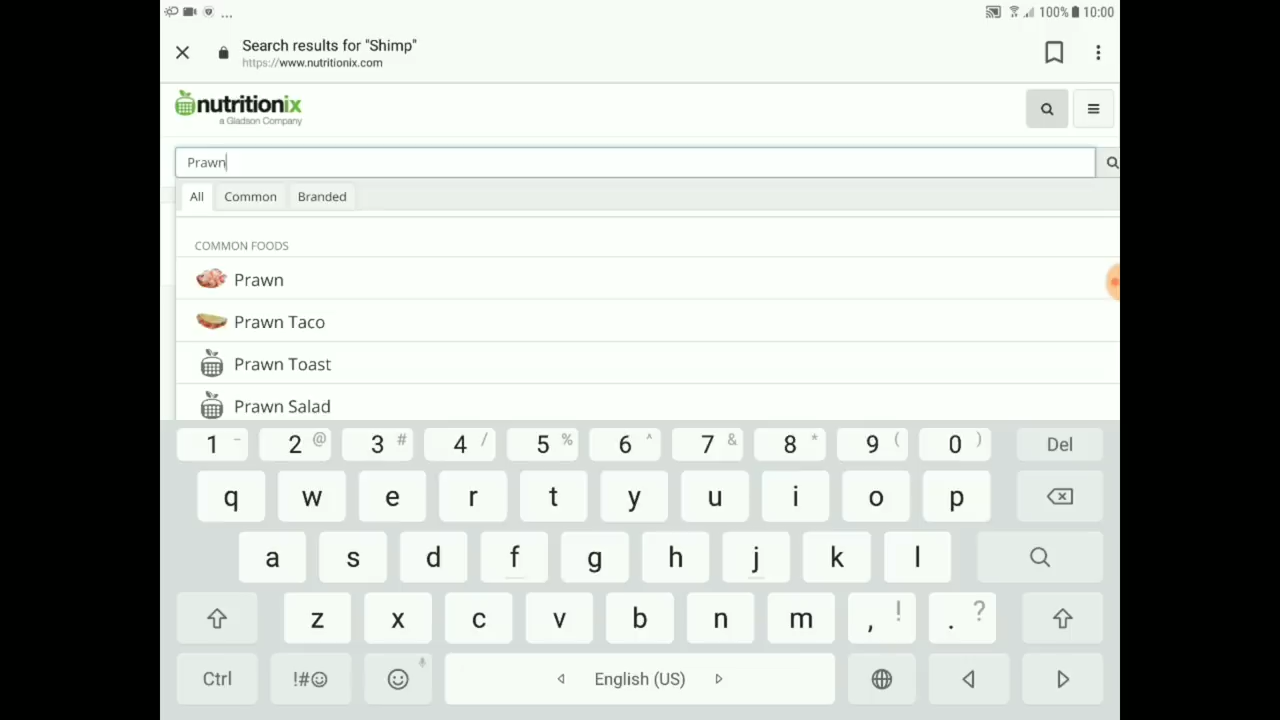 ... 100% 10:00
Search results for "Shimp"
https://www.nutritionix.com
nutritionix
a Gladson Company
Prawn
All Common Branded
COMMON FOODS
Prawn
Prawn Taco
Prawn Toast
Prawn Salad
1 - 2 @ 3 # 4 / 5 % 6 ^ 7 & 8 * 9 ( 0 ) Del
q w e r t y u i o p
a s d f g h j k l
z x c v b n m , ! . ?
Ctrl !#☺ English (US)